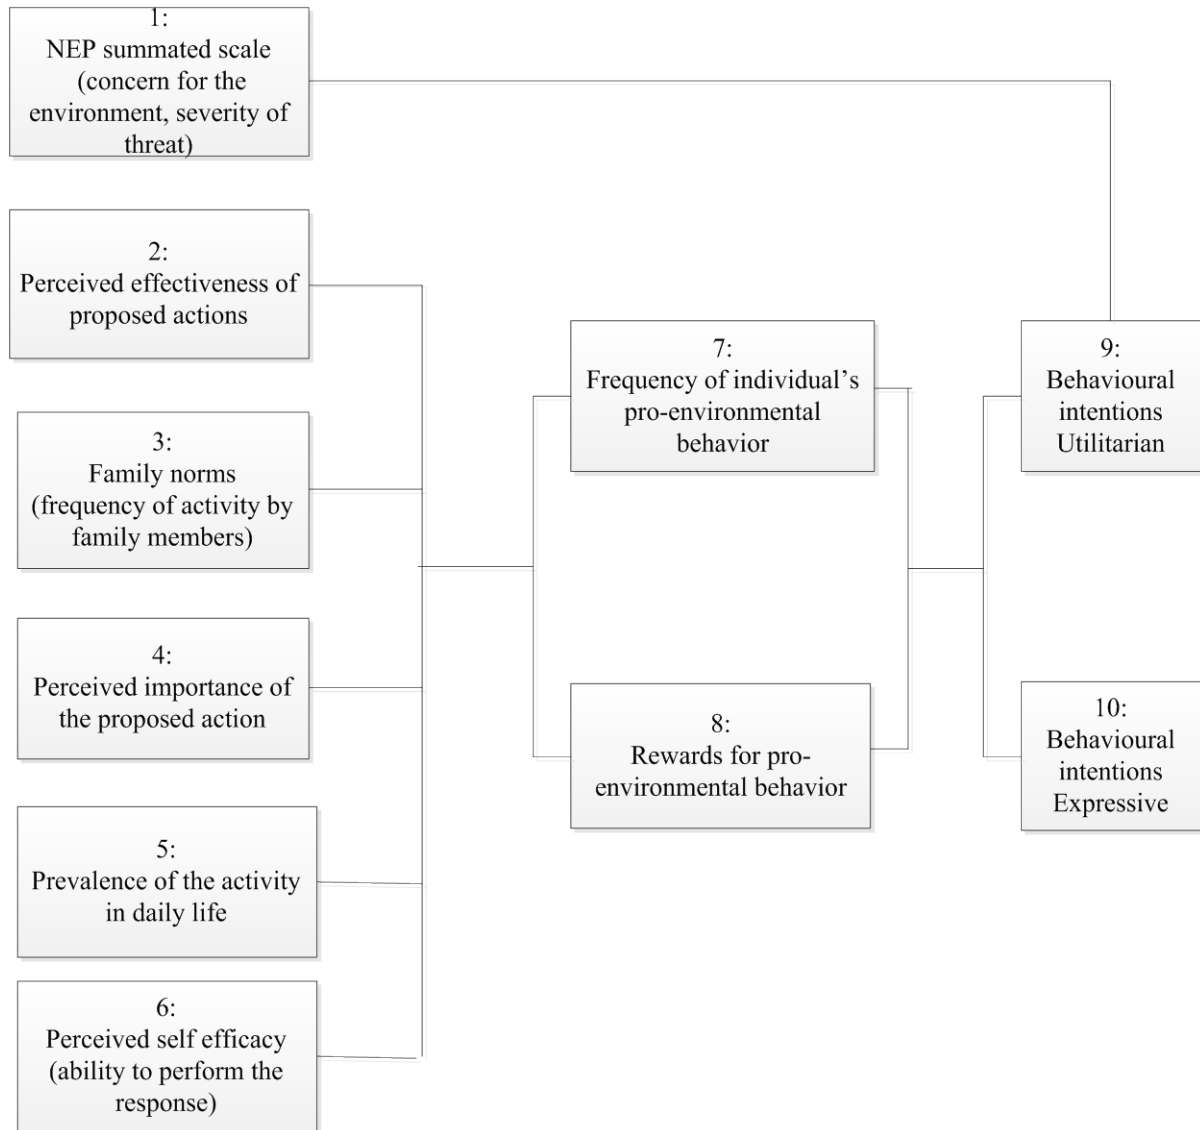 1:
NEP summated scale
(concern for the
environment, severity of
threat)
2:
Perceived effectiveness of
proposed actions
3:
Family norms
(frequency of activity by
family members)
4:
Perceived importance of
the proposed action
5:
Prevalence of the activity
in daily life
6:
Perceived self efficacy
(ability to perform the
response)
7:
Frequency of individual’s
pro-environmental
behavior
8:
Rewards for pro-
environmental behavior
9:
Behavioural
intentions
Utilitarian
10:
Behavioural
intentions
Expressive